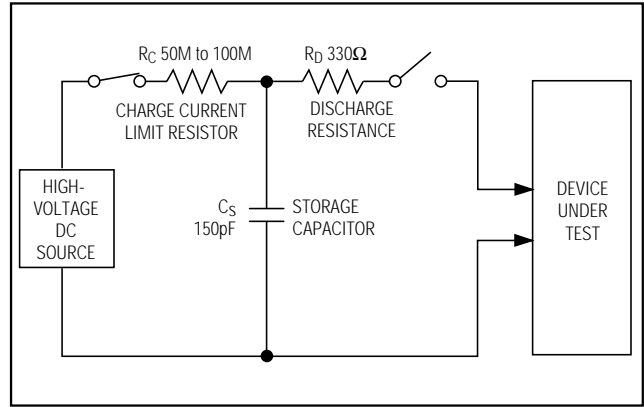 R_C 50M to 100M
CHARGE CURRENT
LIMIT RESISTOR
R_D 330Ω
DISCHARGE
RESISTANCE
HIGH-
VOLTAGE
DC
SOURCE
C_S
150pF
STORAGE
CAPACITOR
DEVICE
UNDER
TEST